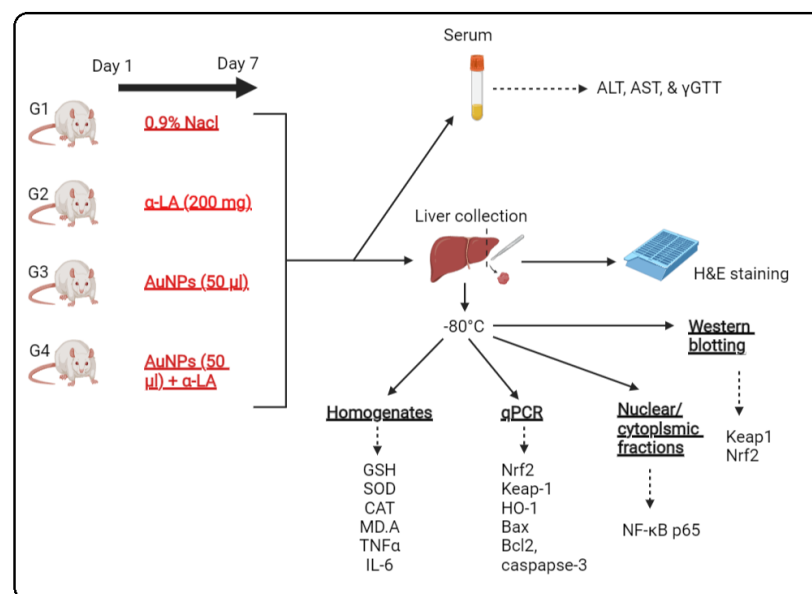 Serum
Day 1
Day 7
ALT, AST, & γGTT
G1
0.9% Nacl
G2
α-LA (200 mg)
Liver collection
G3
AuNPs (50 µl)
H&E staining
-80°C
Western
blotting
G4
AuNPs (50
µl) + α-LA
Homogenates
qPCR
Nuclear/
cytoplsmic
fractions
Keap1
Nrf2
GSH
SOD
CAT
MD.A
TNFα
IL-6
Nrf2
Keap-1
HO-1
Bax
Bcl2,
caspapse-3
NF-κB p65